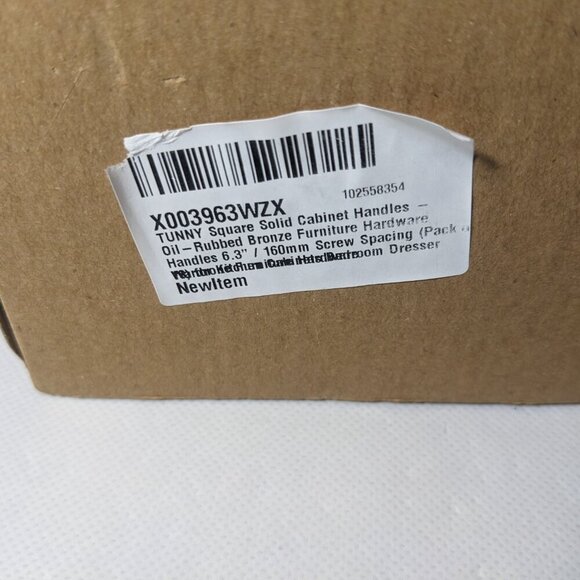 X003963WZX
102558354
TUNNY Square Solid Cabinet Handles –
Oil-Rubbed Bronze Furniture Hardware
Handles 6.3" / 160mm Screw Spacing (Pack o
Bedroom Dresser
NewItem